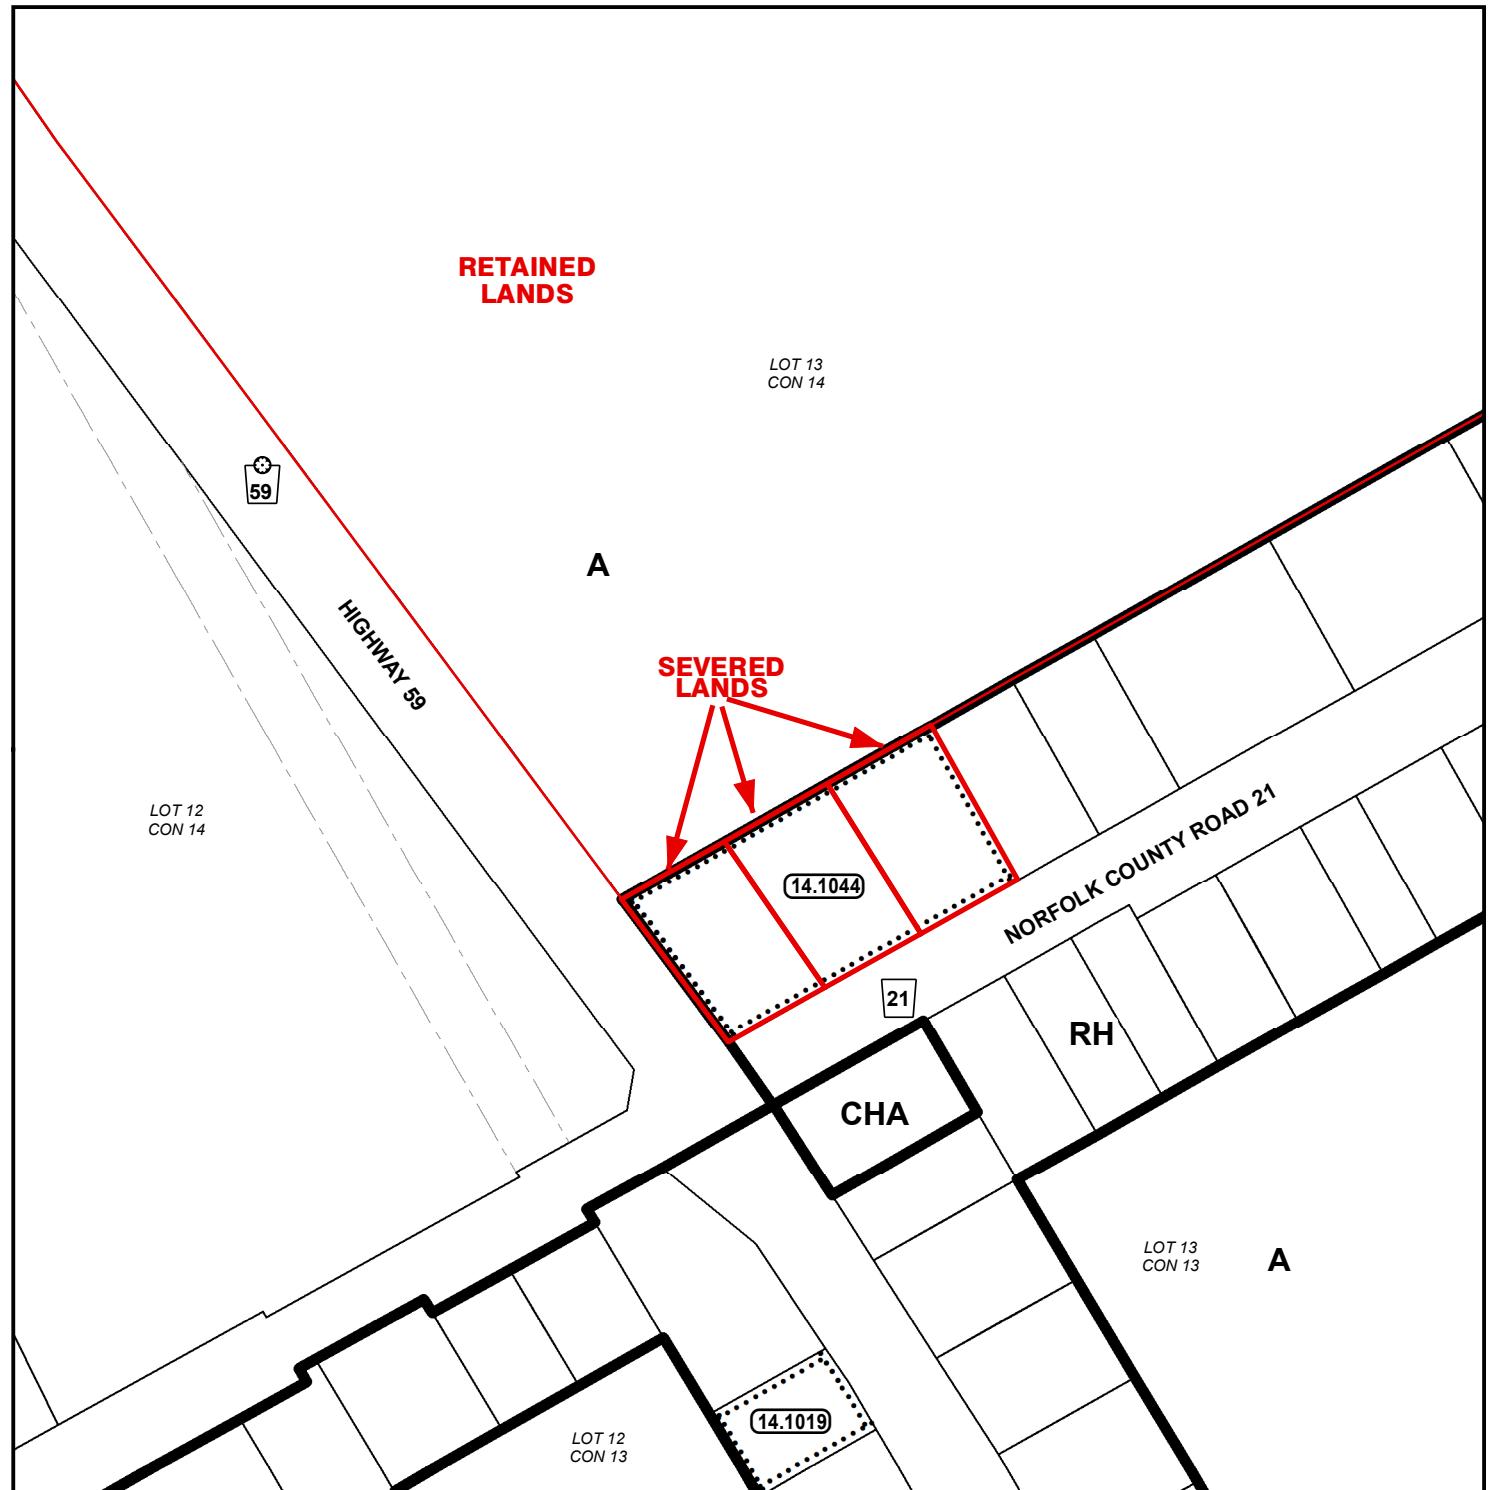 RETAINED
LANDS
LOT 13
CON 14
59
A
HIGHWAY 59
SEVERED
LANDS
LOT 12
CON 14
14.1044
NORFOLK COUNTY ROAD 21
21
RH
CHA
LOT 13
CON 13
A
14.1019
LOT 12
CON 13